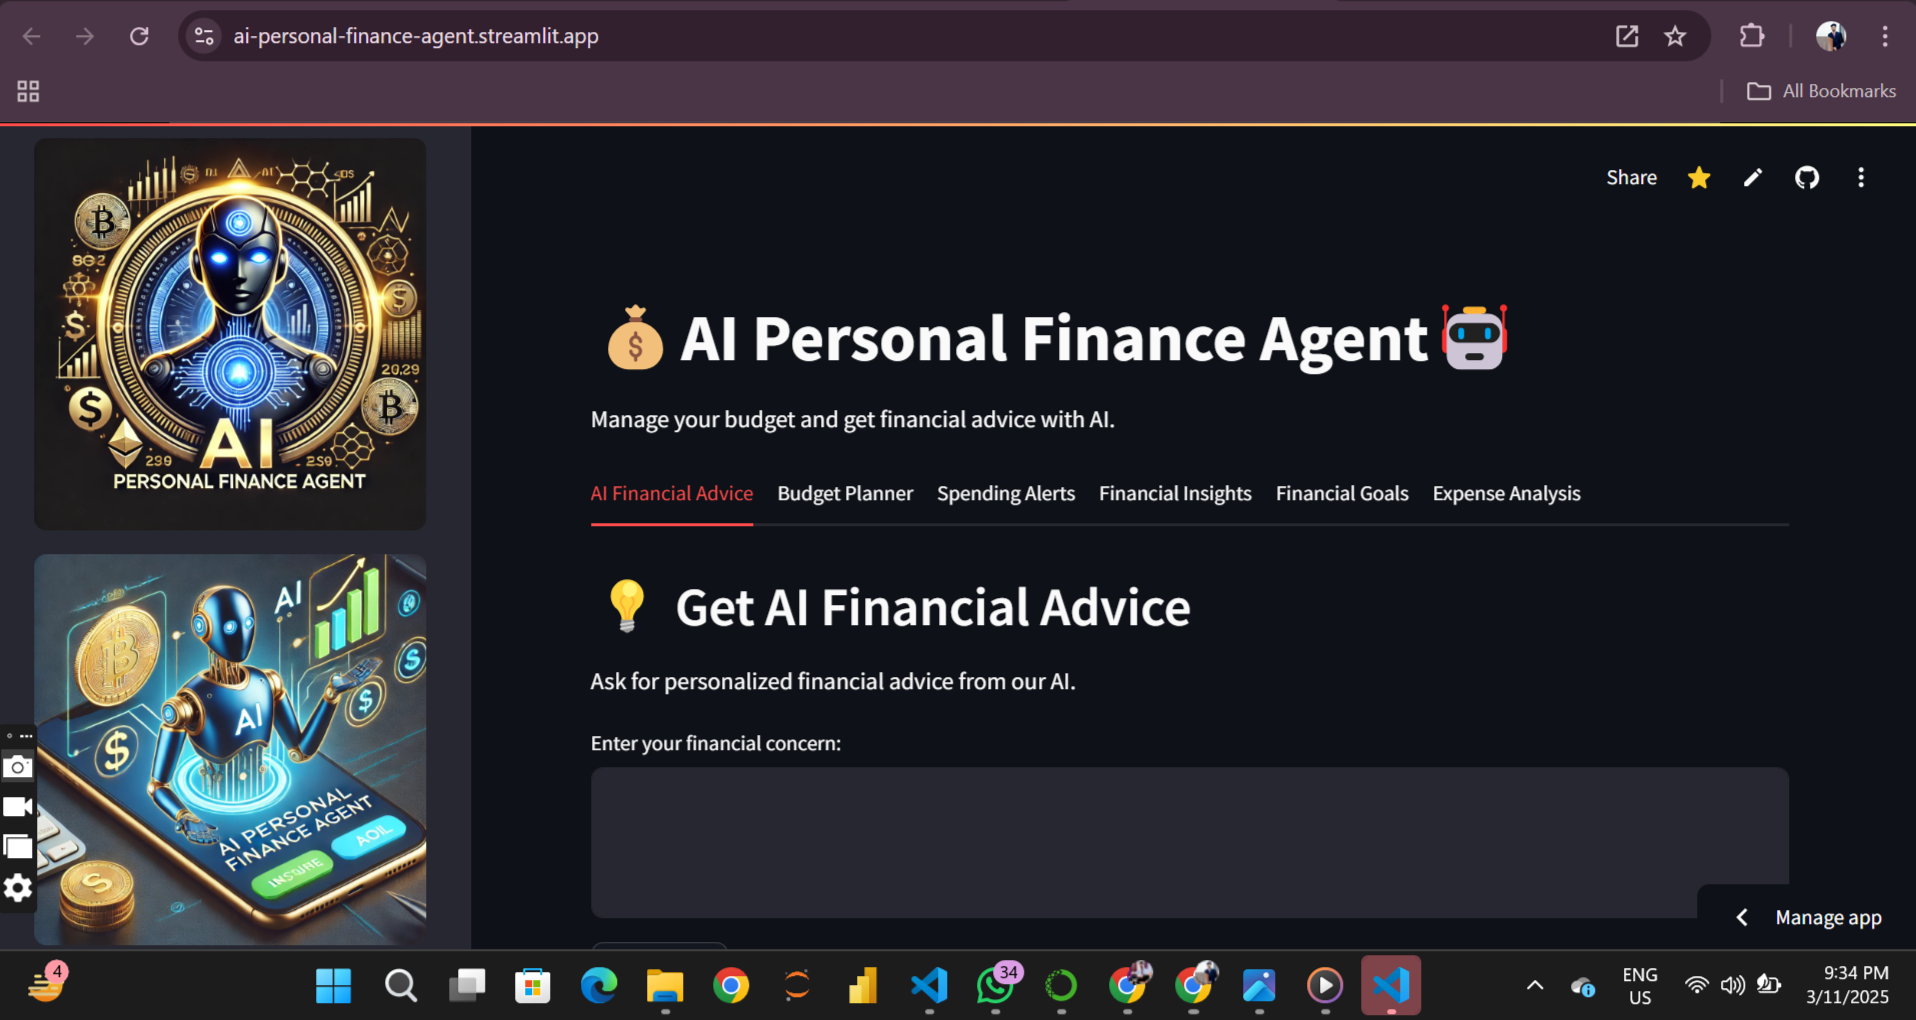 ai-personal-finance-agent.streamlit.app
All Bookmarks
Share
AI
PERSONAL FINANCE AGENT
AI Personal Finance Agent
Manage your budget and get financial advice with AI.
AI Financial Advice Budget Planner Spending Alerts Financial Insights Financial Goals Expense Analysis
Get AI Financial Advice
Ask for personalized financial advice from our AI.
Enter your financial concern:
AI
AI
AI PERSONAL
FINANCE AGENT
AOIL
Manage app
4
34
ENG
US
9:34 PM
3/11/2025